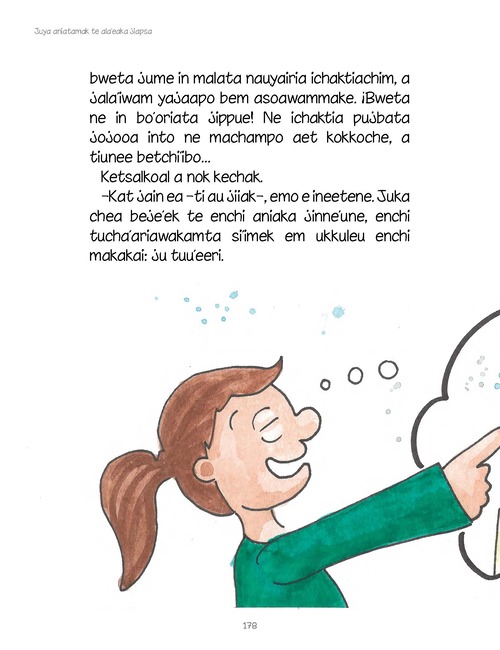 Juya aniatamak te ala'eaka Jiapsa
bweta jume in malata nauyairia ichaktiachim, a
jala'iwam yajaapo bem asoawammake. ¡Bweta
ne in bo'oriata jippue! Ne ichaktia pujbata
jojooa into ne machampo aet kokkoche, a
tiunee betchi'ibo...
Ketsalkoal a nok kechak.
–Kat jain ea –ti au jiiak–, emo e ineetene. Juka
chea beje'ek te enchi aniaka jinne'une, enchi
tucha'ariawakamta si'imek em ukkuleu enchi
makakai: ju tuu'eeri.
178